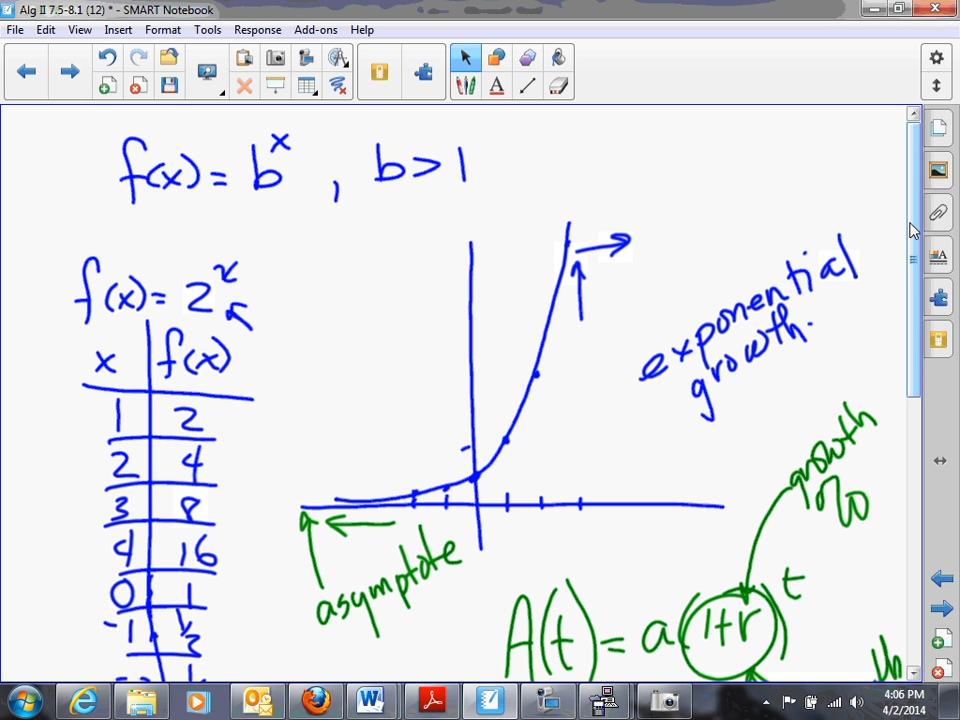 Alg II 7.5-8.1 (12) * - SMART Notebook
File Edit View Insert Format Tools Response Add-ons Help
f(x) = b^x , b > 1
f(x) = 2^x
x f(x)
1 2
2 4
3 8
4 16
0 1
-1
exponential
growth.
growth
%
asymptote
A(t) = a(1+r)^t
4:06 PM
4/2/2014